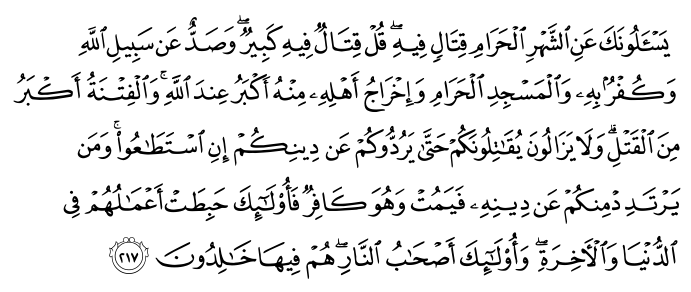 يَسْـَٔلُونَكَ عَنِ ٱلشَّهْرِ ٱلْحَرَامِ قِتَالٍ فِيهِ ۖ قُلْ قِتَالٌ فِيهِ كَبِيرٌ ۖ وَصَدٌّ عَن سَبِيلِ ٱللَّهِ
وَكُفْرٌۢ بِهِۦ وَٱلْمَسْجِدِ ٱلْحَرَامِ وَإِخْرَاجُ أَهْلِهِۦ مِنْهُ أَكْبَرُ عِندَ ٱللَّهِ ۚ وَٱلْفِتْنَةُ أَكْبَرُ
مِنَ ٱلْقَتْلِ ۗ وَلَا يَزَالُونَ يُقَٰتِلُونَكُمْ حَتَّىٰ يَرُدُّوكُمْ عَن دِينِكُمْ إِنِ ٱسْتَطَٰعُوا۟ ۚ وَمَن
يَرْتَدِدْ مِنكُمْ عَن دِينِهِۦ فَيَمُتْ وَهُوَ كَافِرٌ فَأُو۟لَٰٓئِكَ حَبِطَتْ أَعْمَٰلُهُمْ فِى
ٱلدُّنْيَا وَٱلْـَٔاخِرَةِ ۖ وَأُو۟لَٰٓئِكَ أَصْحَٰبُ ٱلنَّارِ ۖ هُمْ فِيهَا خَٰلِدُونَ ۝٢١٧